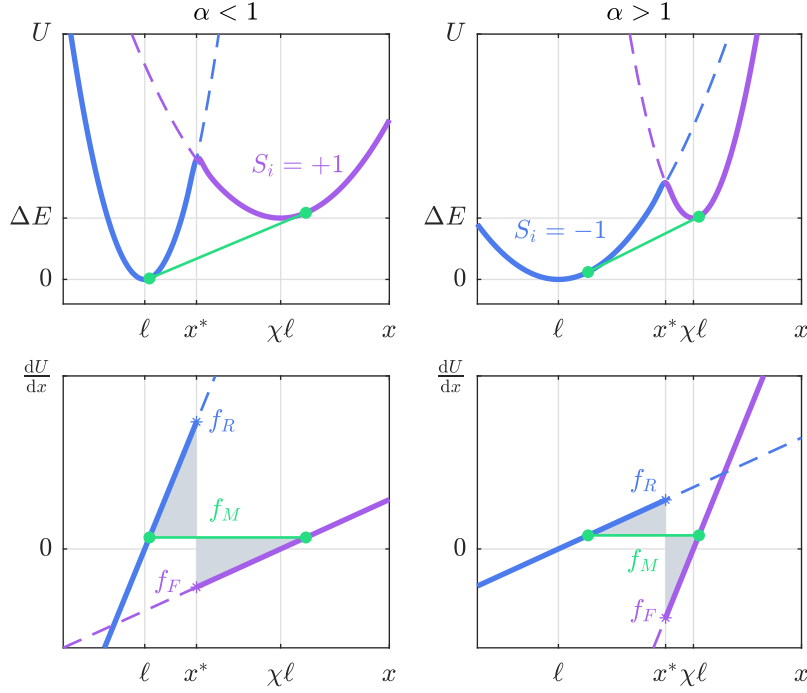 α < 1
α > 1
U
U
S_i = +1
ΔE
ΔE
S_i = −1
0
0
ℓ x* χℓ x
ℓ x* χℓ x
dU/dx
dU/dx
f_R
f_R
f_M
0
0
f_M
f_F
f_F
ℓ x* χℓ x
ℓ x* χℓ x